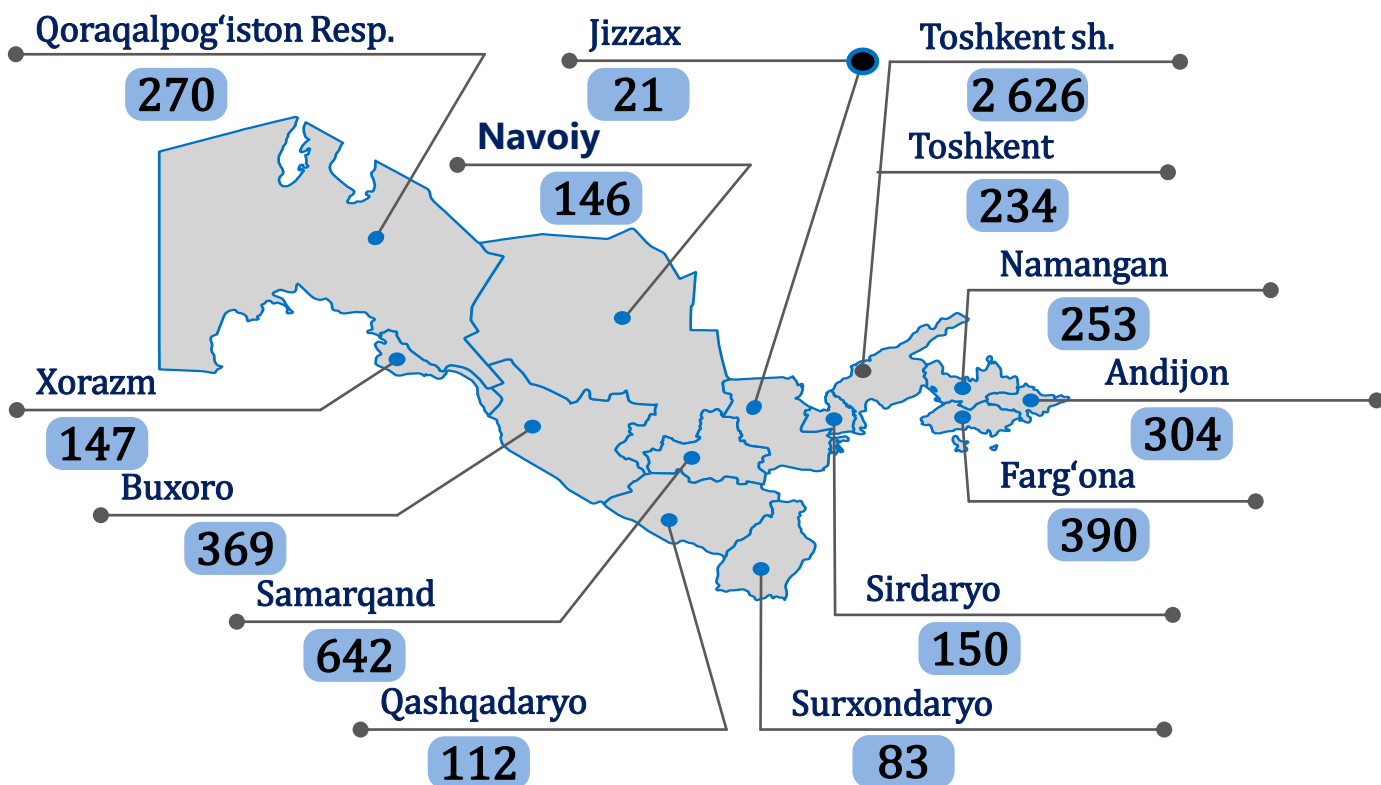 Qoraqalpog‘iston Resp.
270
Jizzax
21
Toshkent sh.
2 626
Navoiy
146
Toshkent
234
Namangan
253
Xorazm
147
Andijon
304
Buxoro
369
Farg‘ona
390
Samarqand
642
Sirdaryo
150
Qashqadaryo
112
Surxondaryo
83